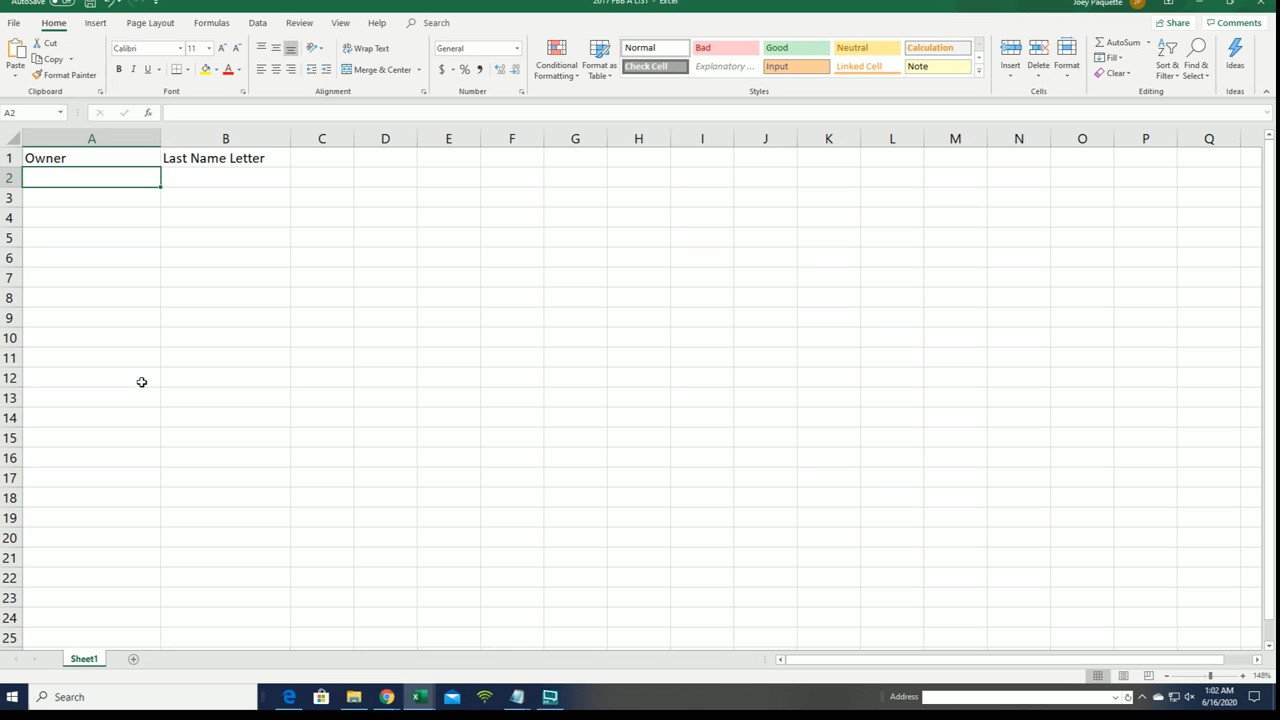 AutoSave Off 2017 FBB A LIST - Excel Joey Paquette JP
File Home Insert Page Layout Formulas Data Review View Help Search Share Comments
Paste Cut Copy Format Painter Clipboard
Calibri 11 A A B I U A Font
Wrap Text Merge & Center Alignment
General $ % , Number
Conditional Formatting Format as Table
Normal Bad Good Neutral Calculation
Check Cell Explanatory ... Input Linked Cell Note
Styles
Insert Delete Format Cells
AutoSum Fill Clear Sort & Filter Find & Select Editing
Ideas Ideas
A2 fx
A B C D E F G H I J K L M N O P Q
1 Owner Last Name Letter
2
3
4
5
6
7
8
9
10
11
12
13
14
15
16
17
18
19
20
21
22
23
24
25
Sheet1
148%
Search Address 1:02 AM
6/16/2020